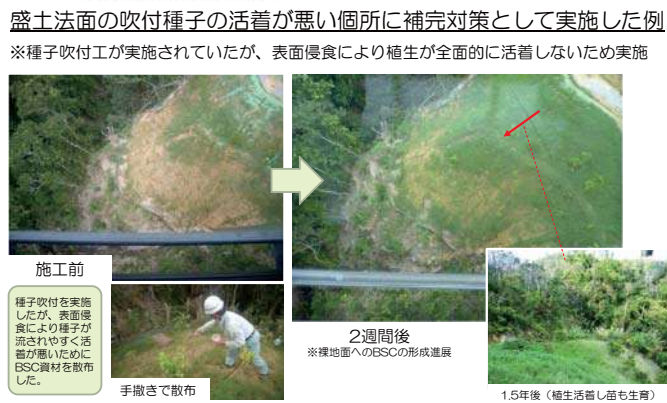 盛土法面の吹付種子の活着が悪い個所に補完対策として実施した例
※種子吹付工が実施されていたが、表面侵食により植生が全面的に活着しないため実施
施工前
種子吹付を実施
したが、表面侵
食により種子が
流されやすく活
着が悪いために
BSC資材を散布
した。
手撒きで散布
2週間後
※裸地面へのBSCの形成進展
1.5年後（植生活着し苗も生育）